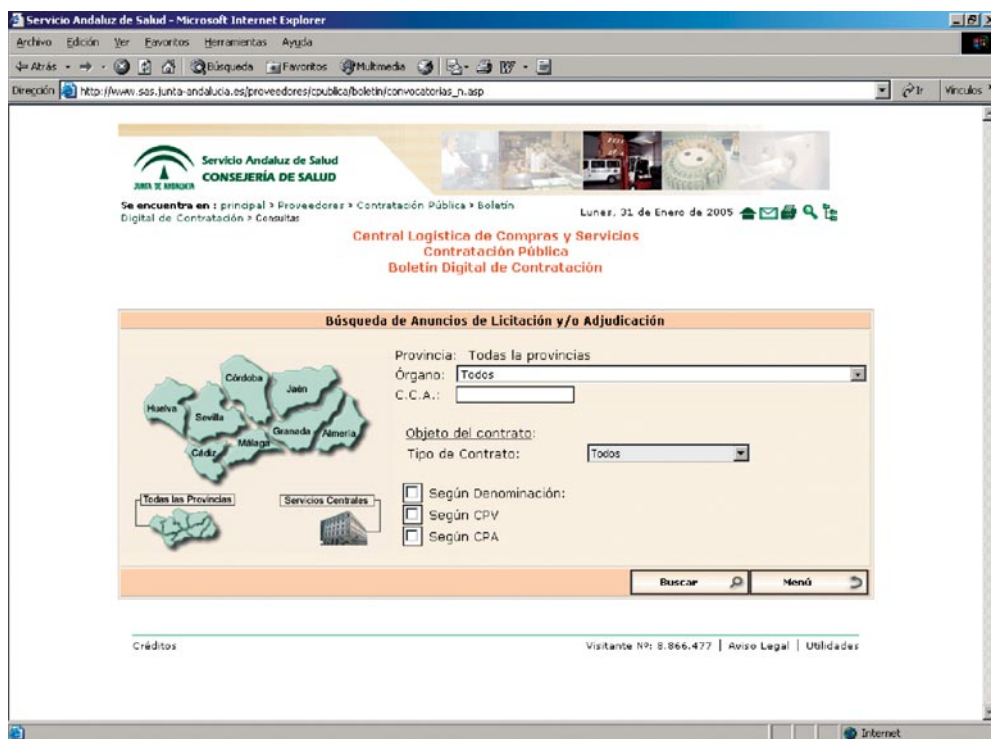 Servicio Andaluz de Salud - Microsoft Internet Explorer
Archivo Edición Ver Favoritos Herramientas Ayuda
Atrás Búsqueda Favoritos Multimedia
Dirección http://www.sas.junta-andalucia.es/proveedores/cpublica/boletin/convocatorias_n.asp Ir Vínculos
Servicio Andaluz de Salud
CONSEJERÍA DE SALUD
JUNTA DE ANDALUCIA
Se encuentra en : principal > Proveedores > Contratación Pública > Boletín
Digital de Contratación > Consultas
Lunes, 31 de Enero de 2005
Central Logística de Compras y Servicios
Contratación Pública
Boletín Digital de Contratación
Búsqueda de Anuncios de Licitación y/o Adjudicación
Provincia: Todas la provincias
Órgano: Todos
C.C.A.:
Objeto del contrato:
Tipo de Contrato: Todos
Según Denominación:
Según CPV
Según CPA
Huelva
Sevilla
Córdoba
Jaén
Cádiz
Málaga
Granada
Almería
Todas las Provincias
Servicios Centrales
Buscar Menú
Créditos
Visitante Nº: 8.866.477 | Aviso Legal | Utilidades
Internet